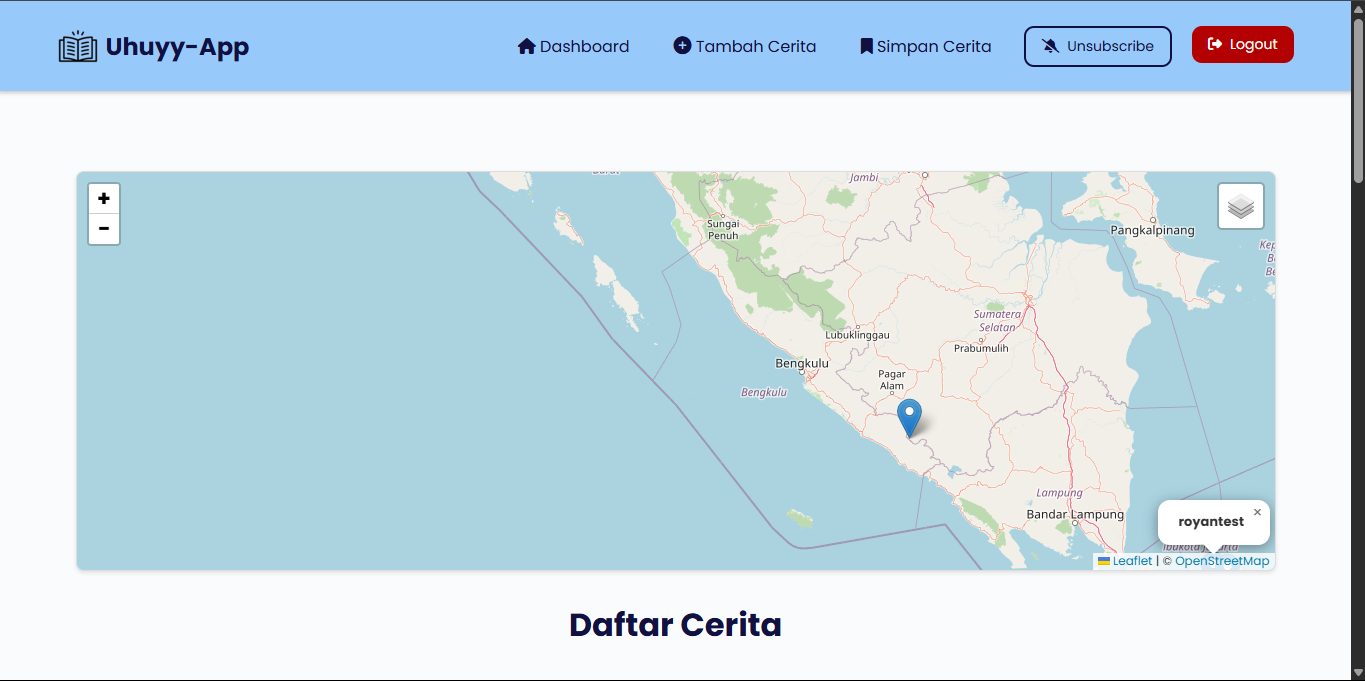 Uhuyy-App
Dashboard
Tambah Cerita
Simpan Cerita
Unsubscribe
Logout
+
−
Jambi
Sungai
Penuh
Pangkalpinang
Sumatera
Selatan
Lubuklinggau
Prabumulih
Bengkulu
Pagar
Alam
Bengkulu
Lampung
Bandar Lampung
royantest
×
Leaflet | © OpenStreetMap
Daftar Cerita